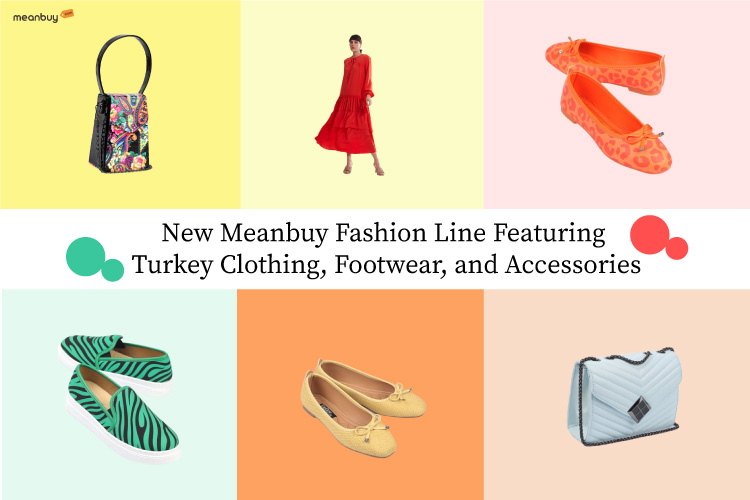 meanbuy
New Meanbuy Fashion Line Featuring
Turkey Clothing, Footwear, and Accessories